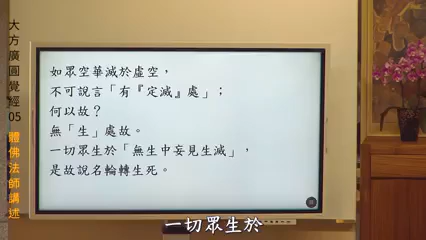 大方廣圓覺經05 體佛法師講述
如眾空華滅於虛空，
不可說言「有『定滅』處」；
何以故？
無「生」處故。
一切眾生於「無生中妄見生滅」，
是故說名輪轉生死。
一切眾生於